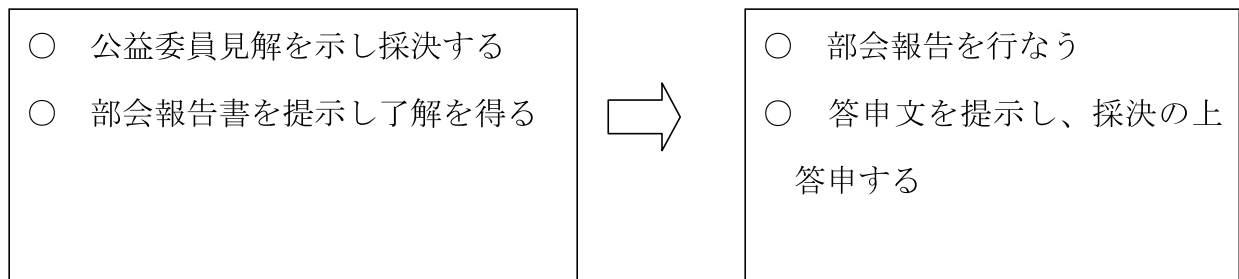 ○　公益委員見解を示し採決する
○　部会報告書を提示し了解を得る
○　部会報告を行なう
○　答申文を提示し、採決の上
答申する